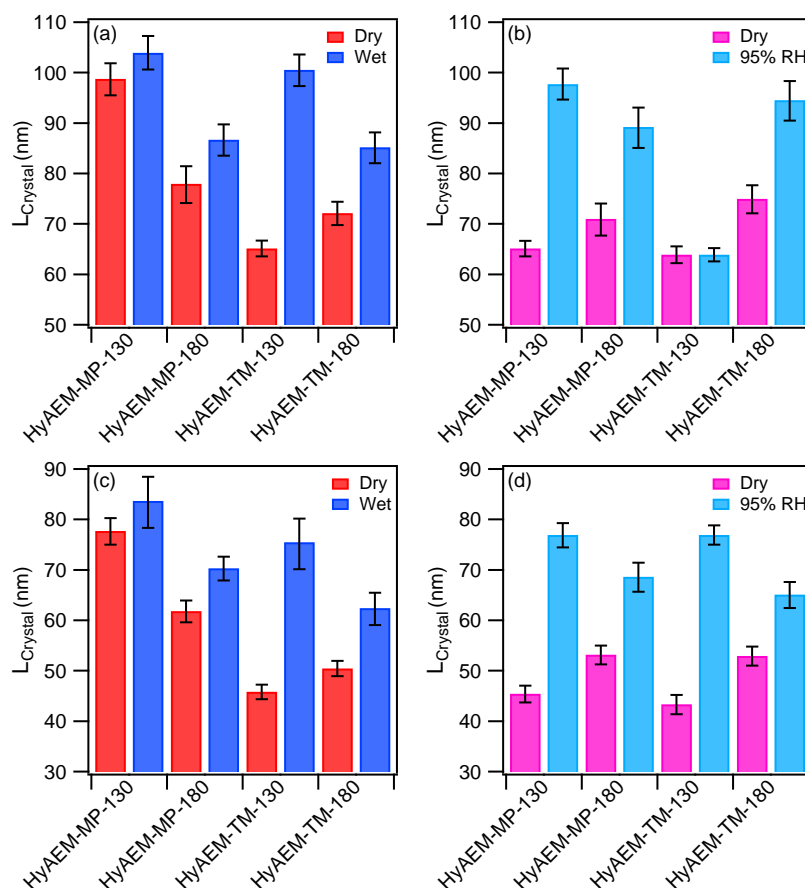 110
100
90
80
70
60
50
L_Crystal (nm)
(a)
Dry
Wet
HyAEM-MP-130
HyAEM-MP-180
HyAEM-TM-130
HyAEM-TM-180
110
100
90
80
70
60
50
L_Crystal (nm)
(b)
Dry
95% RH
HyAEM-MP-130
HyAEM-MP-180
HyAEM-TM-130
HyAEM-TM-180
90
80
70
60
50
40
30
L_Crystal (nm)
(c)
Dry
Wet
HyAEM-MP-130
HyAEM-MP-180
HyAEM-TM-130
HyAEM-TM-180
90
80
70
60
50
40
30
L_Crystal (nm)
(d)
Dry
95% RH
HyAEM-MP-130
HyAEM-MP-180
HyAEM-TM-130
HyAEM-TM-180